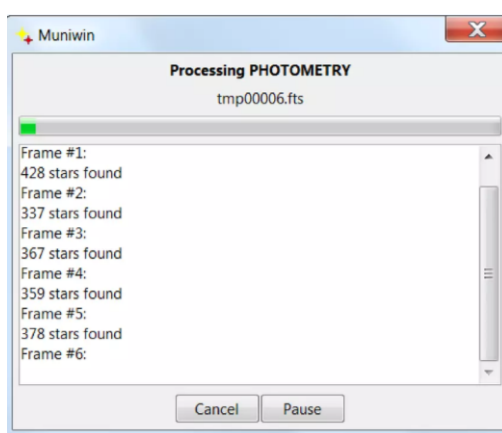 Muniwin
Processing PHOTOMETRY
tmp00006.fts
Frame #1:
428 stars found
Frame #2:
337 stars found
Frame #3:
367 stars found
Frame #4:
359 stars found
Frame #5:
378 stars found
Frame #6:
Cancel
Pause